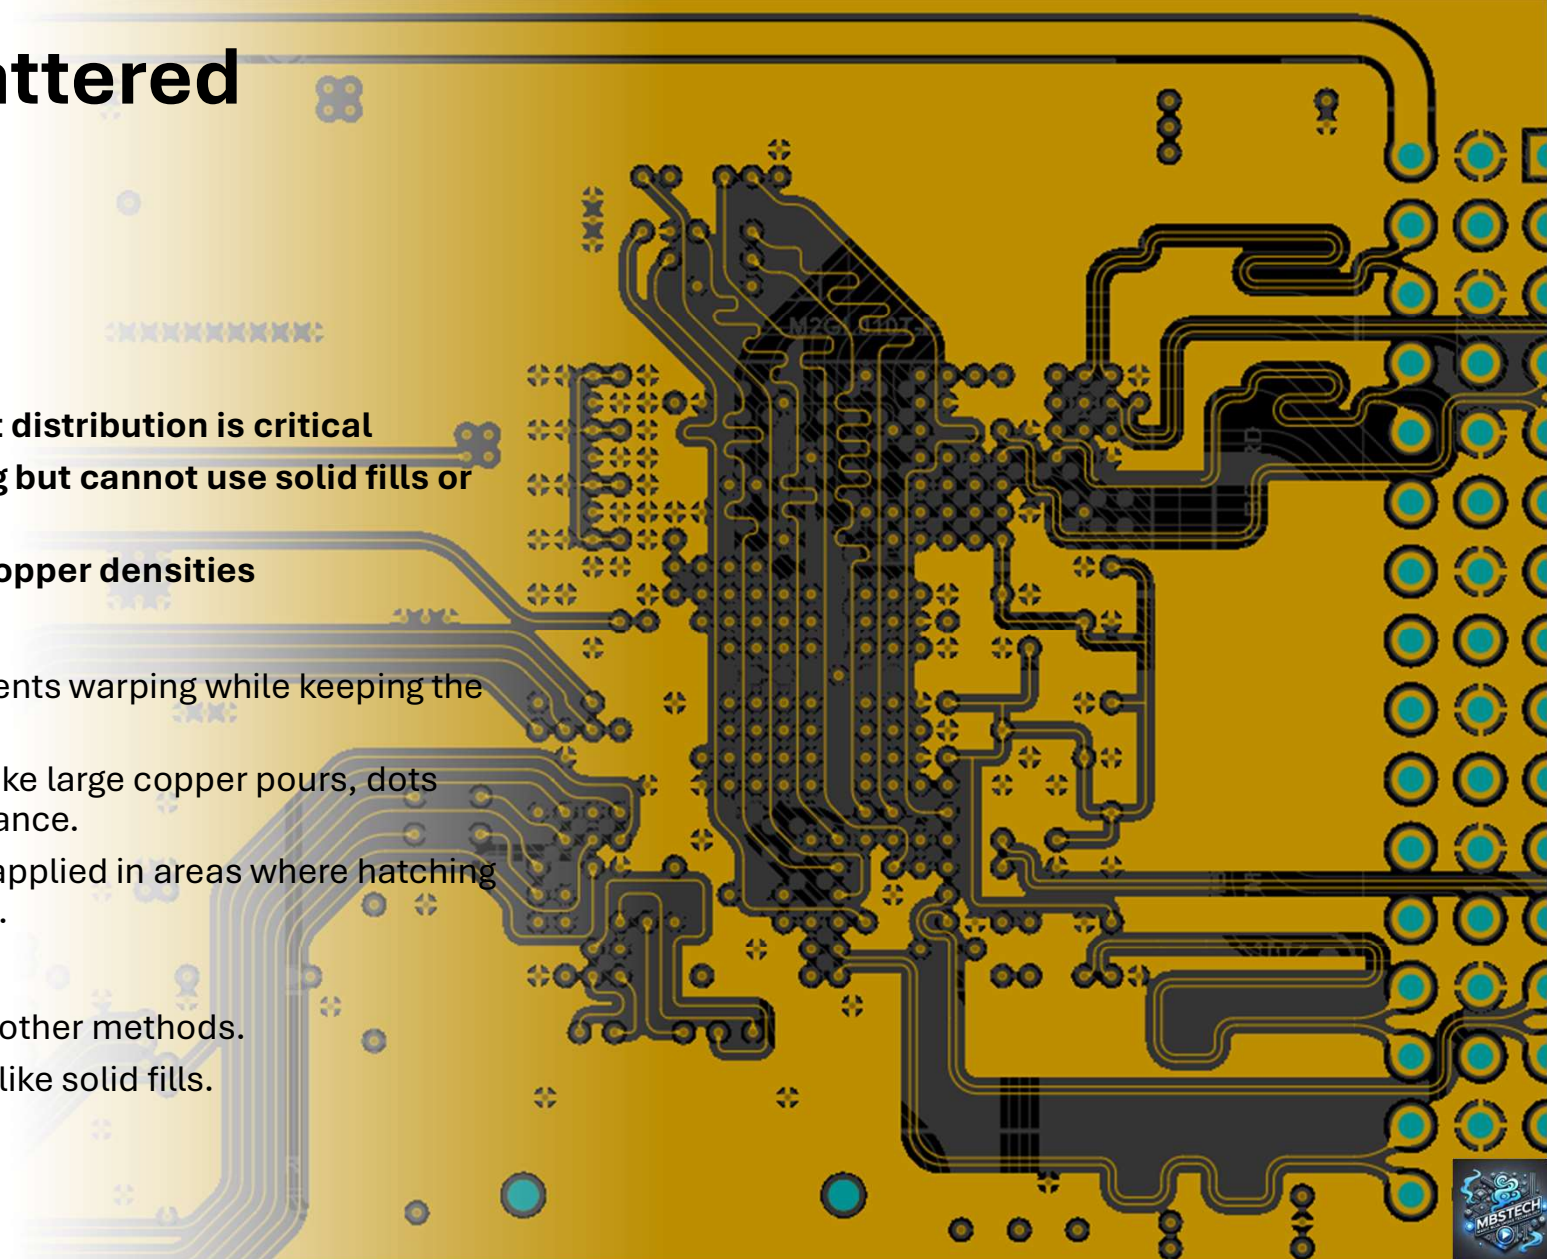 ttered
distribution is critical
but cannot use solid fills or
opper densities
ents warping while keeping the
ke large copper pours, dots
ance.
applied in areas where hatching
.
other methods.
like solid fills.
MBSTECH